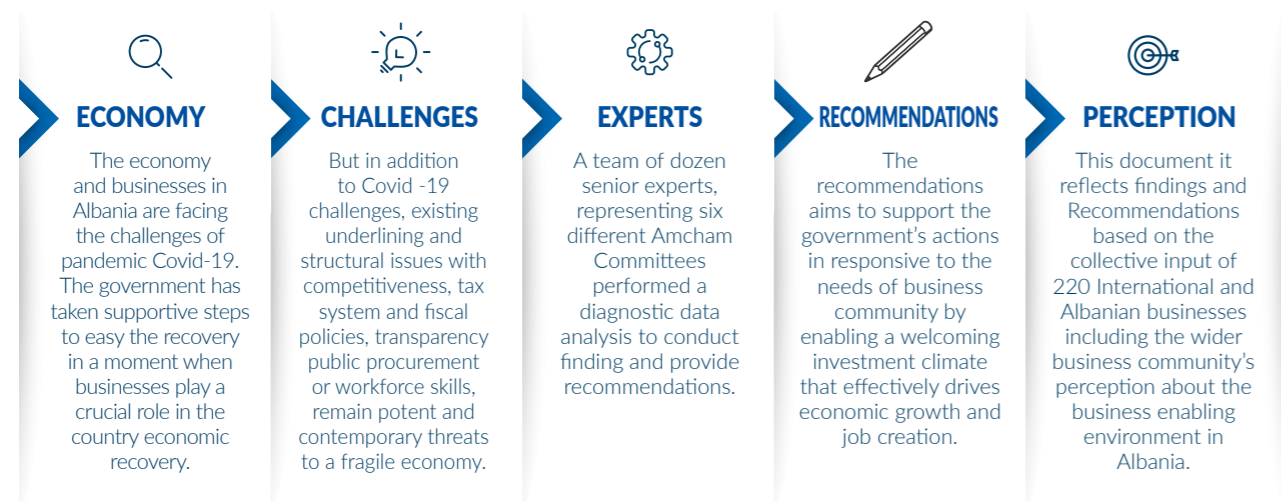 ECONOMY
The economy
and businesses in
Albania are facing
the challenges of
pandemic Covid-19.
The government has
taken supportive steps
to easy the recovery
in a moment when
businesses play a
crucial role in the
country economic
recovery.
CHALLENGES
But in addition
to Covid -19
challenges, existing
underlining and
structural issues with
competitiveness, tax
system and fiscal
policies, transparency
public procurement
or workforce skills,
remain potent and
contemporary threats
to a fragile economy.
EXPERTS
A team of dozen
senior experts,
representing six
different Amcham
Committees
performed a
diagnostic data
analysis to conduct
finding and provide
recommendations.
RECOMMENDATIONS
The
recommendations
aims to support the
government’s actions
in responsive to the
needs of business
community by
enabling a welcoming
investment climate
that effectively drives
economic growth and
job creation.
PERCEPTION
This document it
reflects findings and
Recommendations
based on the
collective input of
220 International and
Albanian businesses
including the wider
business community’s
perception about the
business enabling
environment in
Albania.